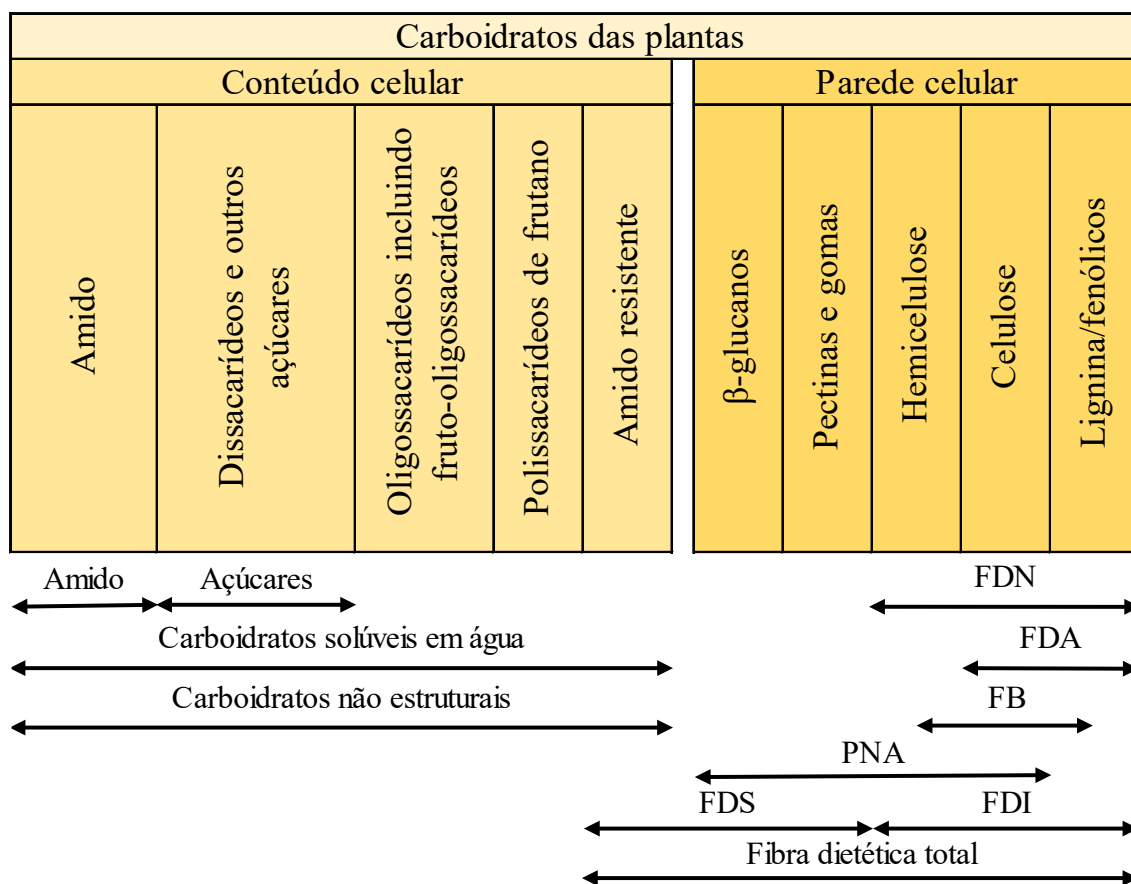 Carboidratos das plantas
Conteúdo celular
Parede celular
Amido
Dissacarídeos e outros
açúcares
Oligossacarídeos incluindo
fruto-oligossacarídeos
Polissacarídeos de frutano
Amido resistente
β-glucanos
Pectinas e gomas
Hemicelulose
Celulose
Lignina/fenólicos
Amido
Açúcares
FDN
Carboidratos solúveis em água
FDA
Carboidratos não estruturais
FB
PNA
FDS
FDI
Fibra dietética total